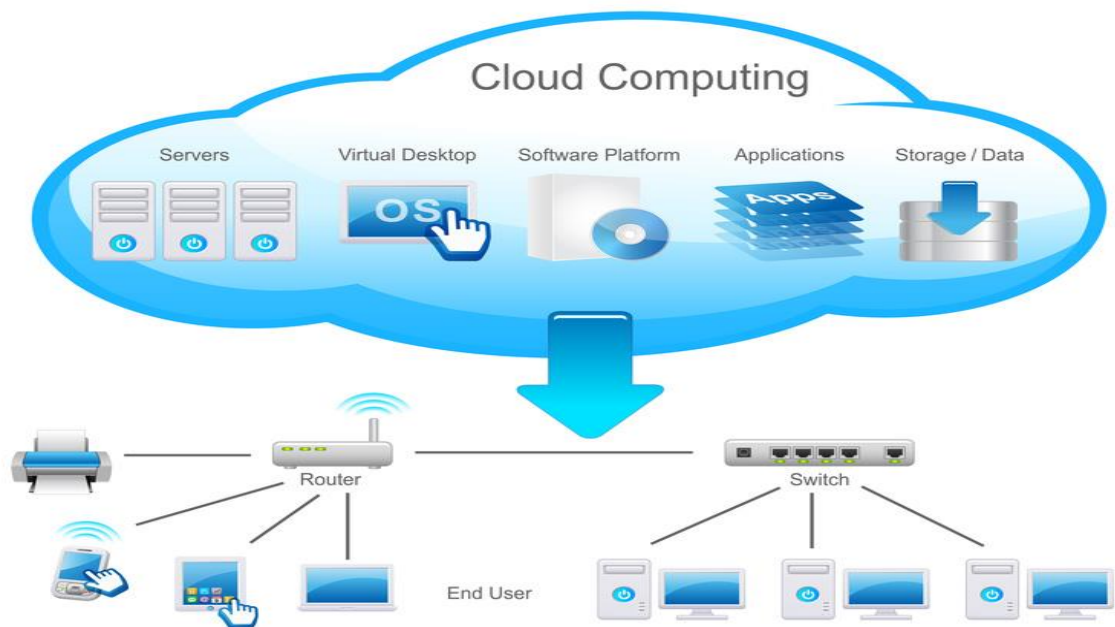 Cloud Computing
Servers
Virtual Desktop
Software Platform
Applications
Storage / Data
OS
Apps
Router
Switch
End User